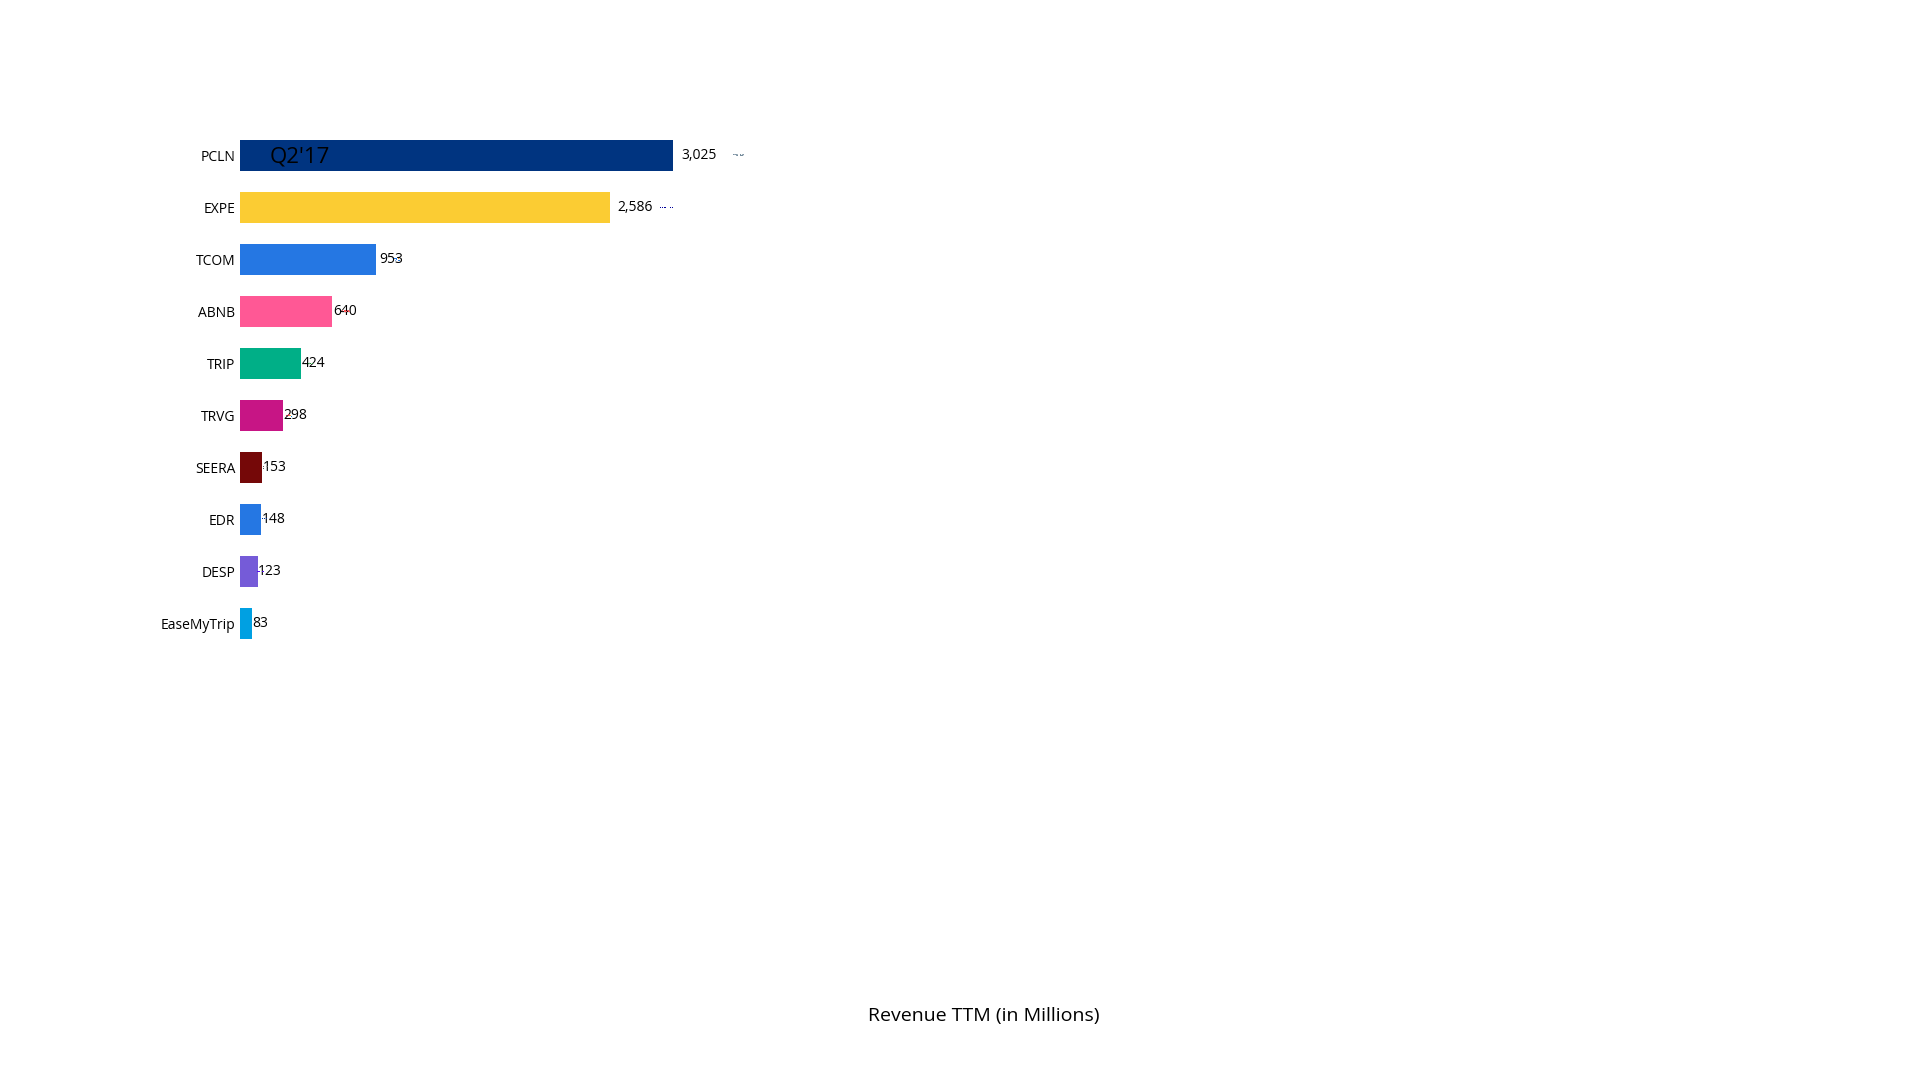 PCLN Q2'17 3,025
EXPE 2,586
TCOM 953
ABNB 640
TRIP 424
TRVG 298
SEERA 153
EDR 148
DESP 123
EaseMyTrip 83
Revenue TTM (in Millions)